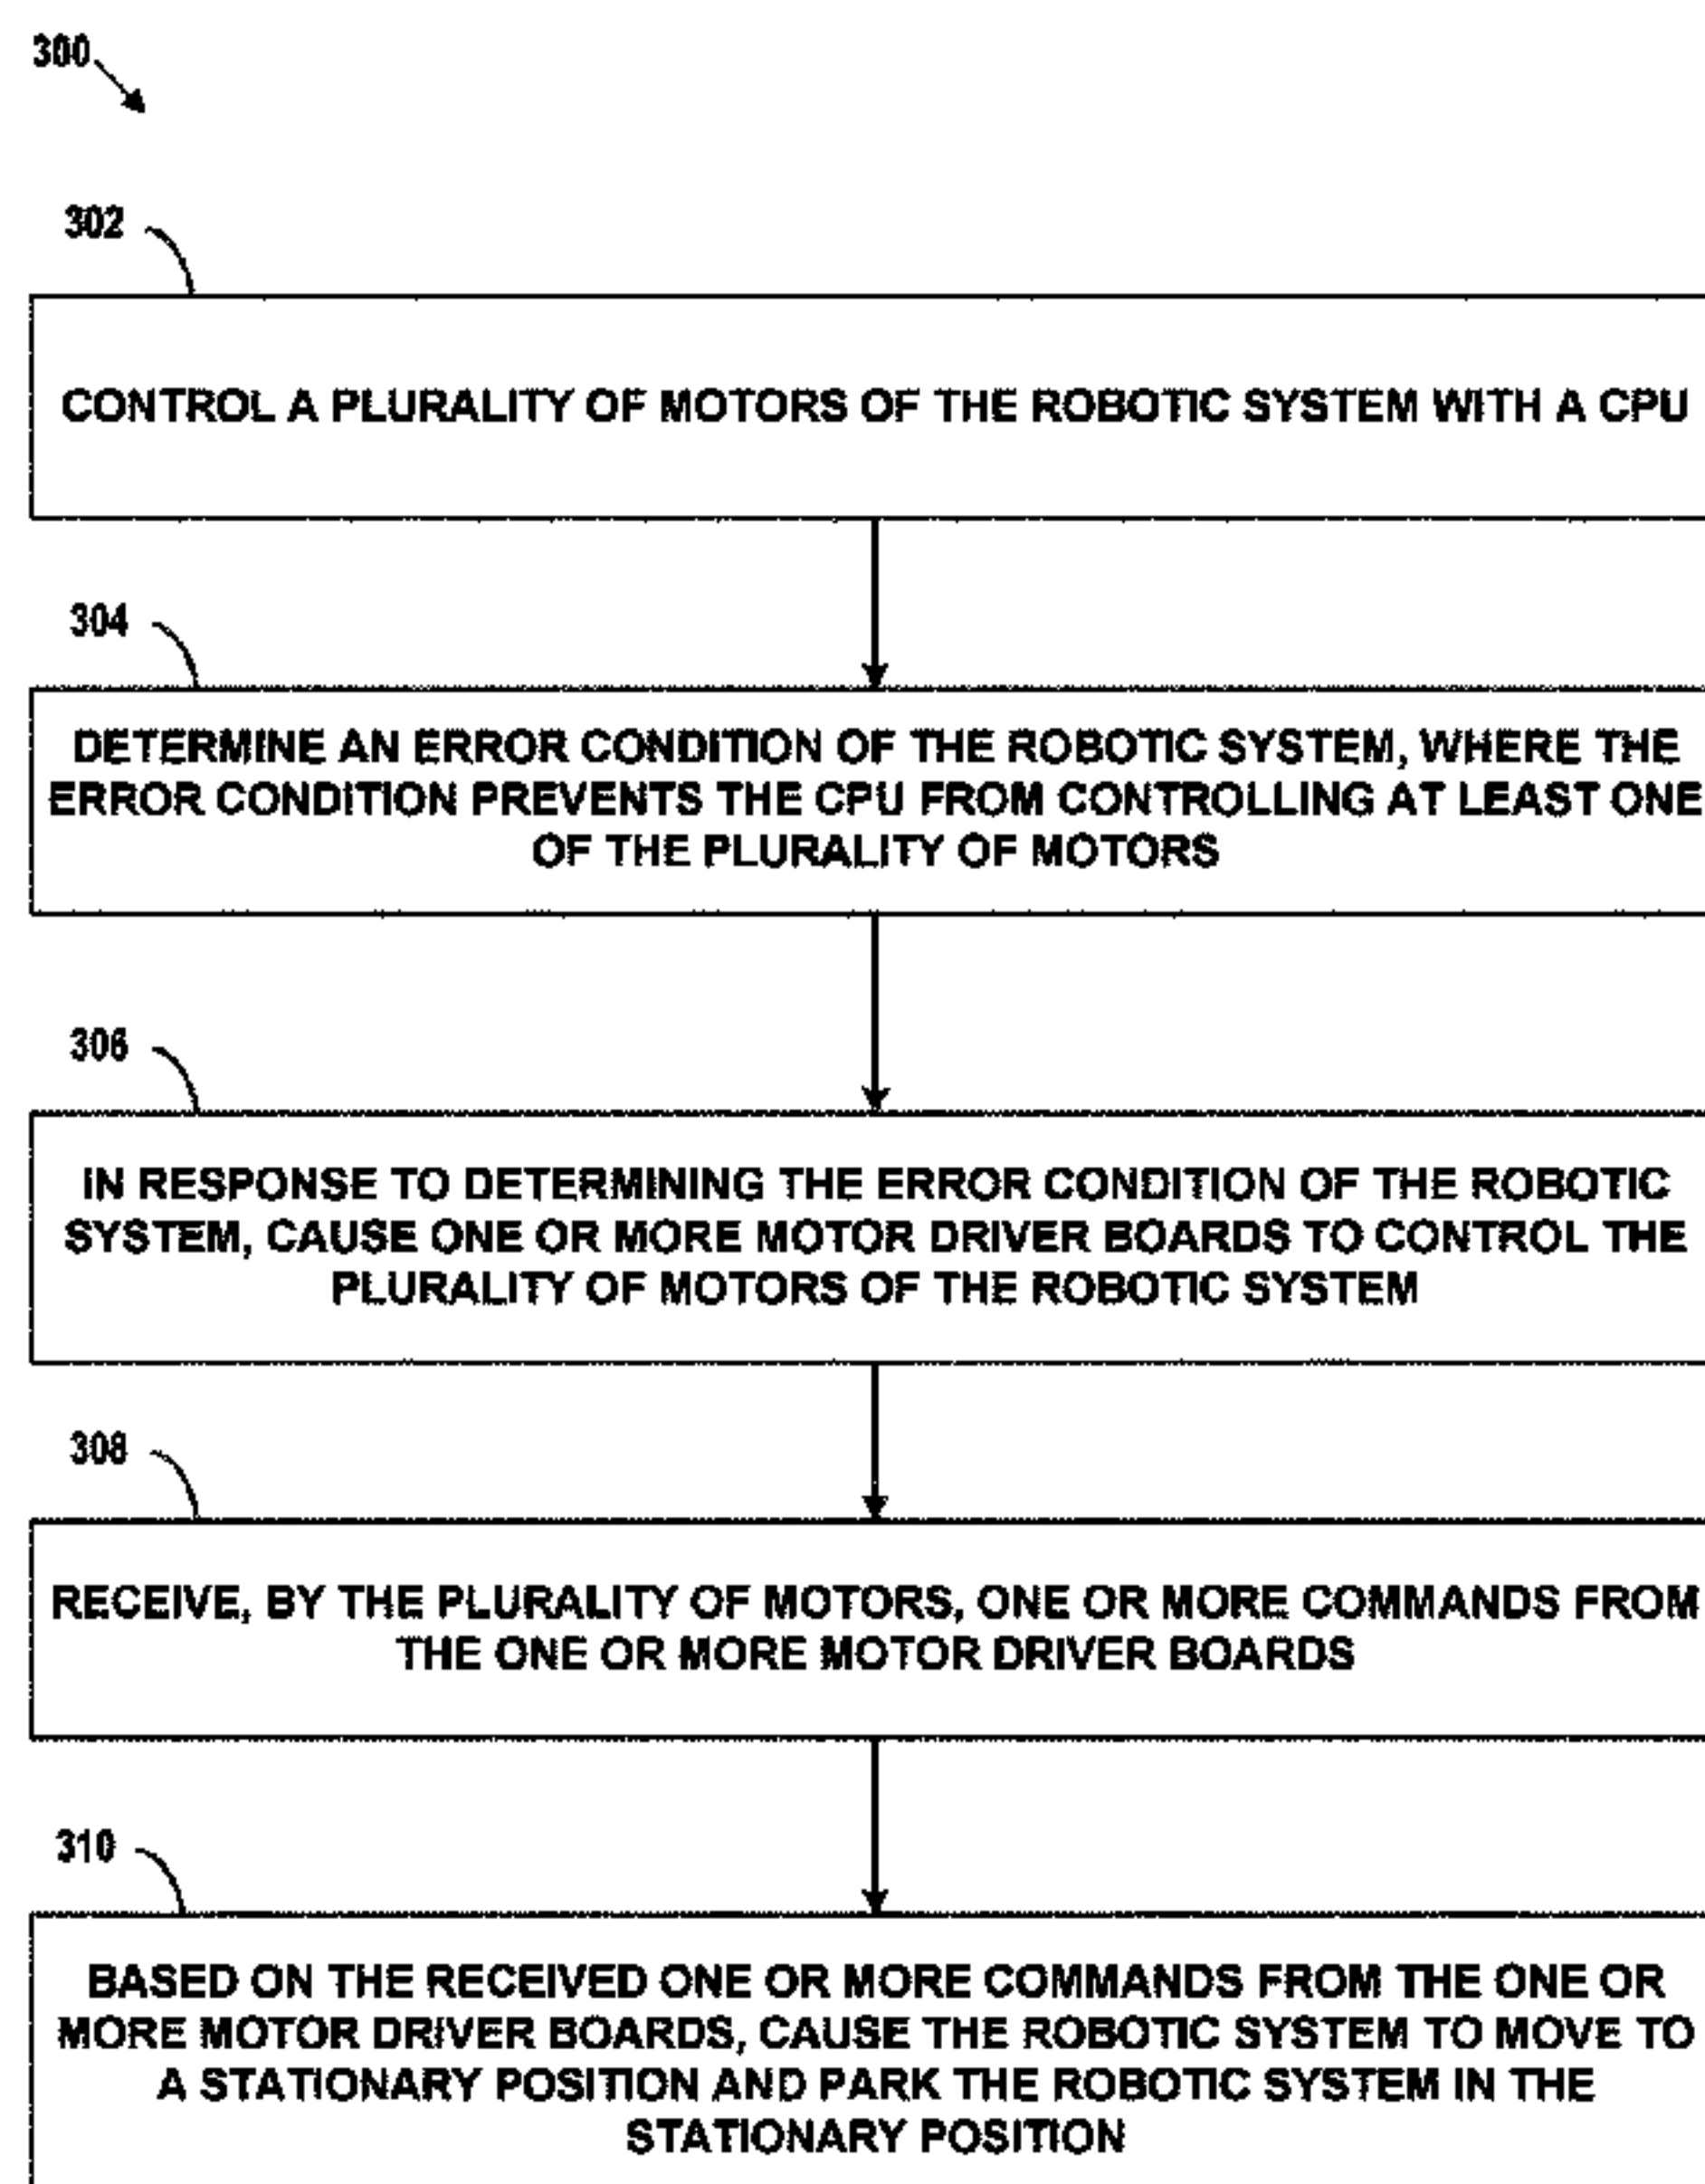 300
302
CONTROL A PLURALITY OF MOTORS OF THE ROBOTIC SYSTEM WITH A CPU
304
DETERMINE AN ERROR CONDITION OF THE ROBOTIC SYSTEM, WHERE THE
ERROR CONDITION PREVENTS THE CPU FROM CONTROLLING AT LEAST ONE
OF THE PLURALITY OF MOTORS
306
IN RESPONSE TO DETERMINING THE ERROR CONDITION OF THE ROBOTIC
SYSTEM, CAUSE ONE OR MORE MOTOR DRIVER BOARDS TO CONTROL THE
PLURALITY OF MOTORS OF THE ROBOTIC SYSTEM
308
RECEIVE, BY THE PLURALITY OF MOTORS, ONE OR MORE COMMANDS FROM
THE ONE OR MORE MOTOR DRIVER BOARDS
310
BASED ON THE RECEIVED ONE OR MORE COMMANDS FROM THE ONE OR
MORE MOTOR DRIVER BOARDS, CAUSE THE ROBOTIC SYSTEM TO MOVE TO
A STATIONARY POSITION AND PARK THE ROBOTIC SYSTEM IN THE
STATIONARY POSITION